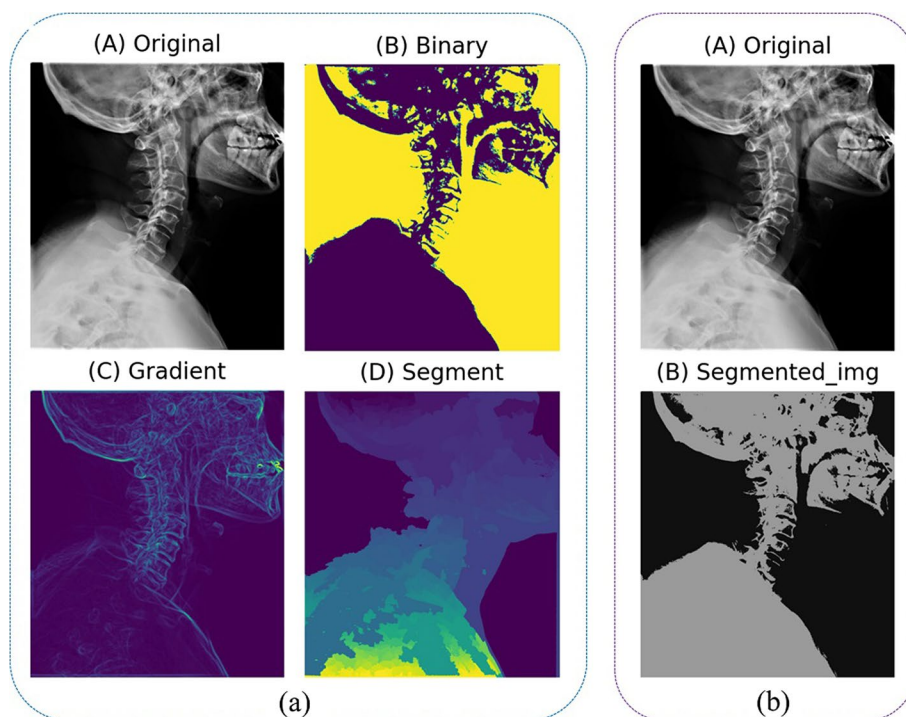 (A) Original
(B) Binary
(C) Gradient
(D) Segment
(a)
(A) Original
(B) Segmented_img
(b)